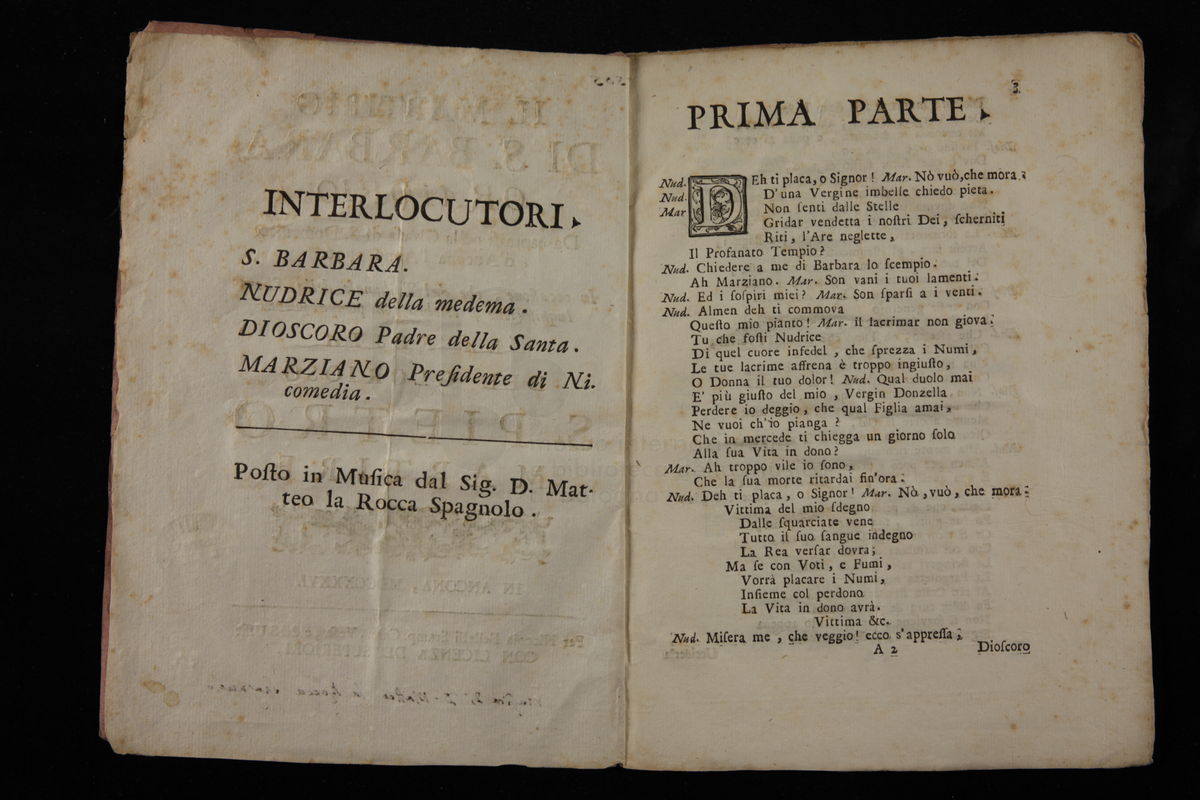 INTERLOCUTORI.
S. BARBARA.
NUDRICE della medema.
DIOSCORO Padre della Santa.
MARZIANO Preſidente di Ni-
comedia.
Poſto in Muſica dal Sig. D. Mat-
teo la Rocca Spagnolo.
3
PRIMA PARTE.
Nud. DEh ti placa, o Signor! Mar. Nò vuò, che mora:
Nud. D'una Vergine imbelle chiedo pieta.
Mar Non ſenti dalle Stelle
Gridar vendetta i noſtri Dei, ſcherniti
Riti, l'Are neglette,
Il Profanato Tempio?
Nud. Chiedere a me di Barbara lo ſcempio.
Ah Marziano. Mar. Son vani i tuoi lamenti.
Nud. Ed i ſoſpiri miei? Mar. Son ſparſi a i venti.
Nud. Almen deh ti commova
Queſto mio pianto! Mar. il lacrimar non giova:
Tu che foſti Nudrice
Di quel cuore infedel, che ſprezza i Numi,
Le tue lacrime affrena è troppo ingiuſto,
O Donna il tuo dolor! Nud. Qual duolo mai
E' più giuſto del mio, Vergin Donzella
Perdere io deggio, che qual Figlia amai,
Ne vuoi ch'io pianga?
Che in mercede ti chiegga un giorno ſolo
Alla ſua Vita in dono?
Mar. Ah troppo vile io ſono,
Che la ſua morte ritardai fin'ora:
Nud. Deh ti placa, o Signor! Mar. Nò, vuò, che mora:
Vittima del mio ſdegno
Dalle ſquarciate vene
Tutto il ſuo ſangue indegno
La Rea verſar dovra;
Ma ſe con Voti, e Fumi,
Vorrà placare i Numi,
Inſieme col perdono
La Vita in dono avrà.
Vittima &c.
Nud. Miſera me, che veggio! ecco s'appreſſa;
A 2 Dioſcoro